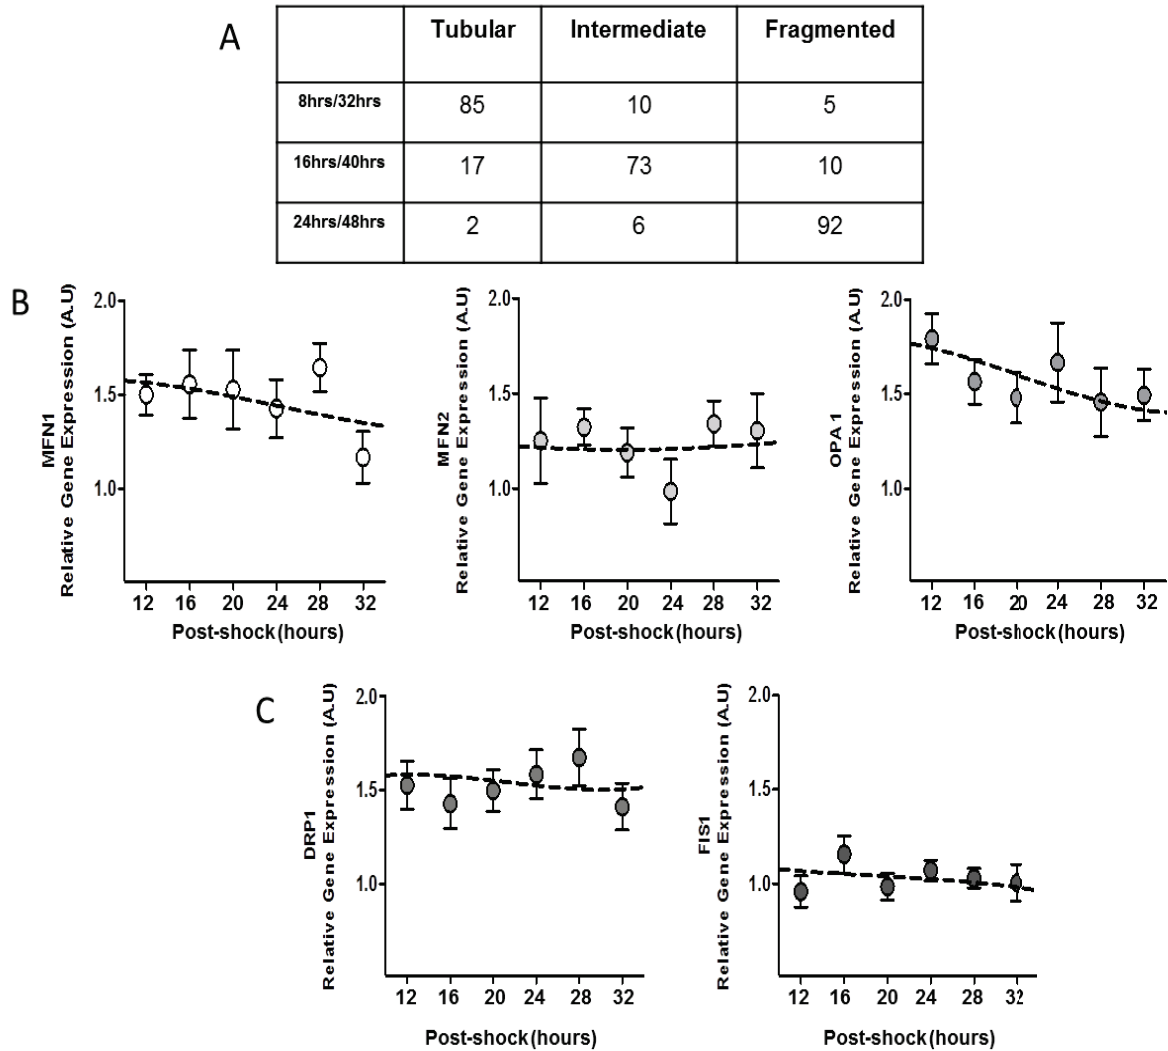 A
Tubular Intermediate Fragmented
8hrs/32hrs 85 10 5
16hrs/40hrs 17 73 10
24hrs/48hrs 2 6 92
B
MFN1
Relative Gene Expression (A.U)
2.0
1.5
1.0
12 16 20 24 28 32
Post-shock (hours)
MFN2
Relative Gene Expression (A.U)
2.0
1.5
1.0
12 16 20 24 28 32
Post-shock (hours)
OPA 1
Relative Gene Expression (A.U)
2.0
1.5
1.0
12 16 20 24 28 32
Post-shock (hours)
C
DRP1
Relative Gene Expression (A.U)
2.0
1.5
1.0
12 16 20 24 28 32
Post-shock (hours)
FIS1
Relative Gene Expression (A.U)
2.0
1.5
1.0
12 16 20 24 28 32
Post-shock (hours)